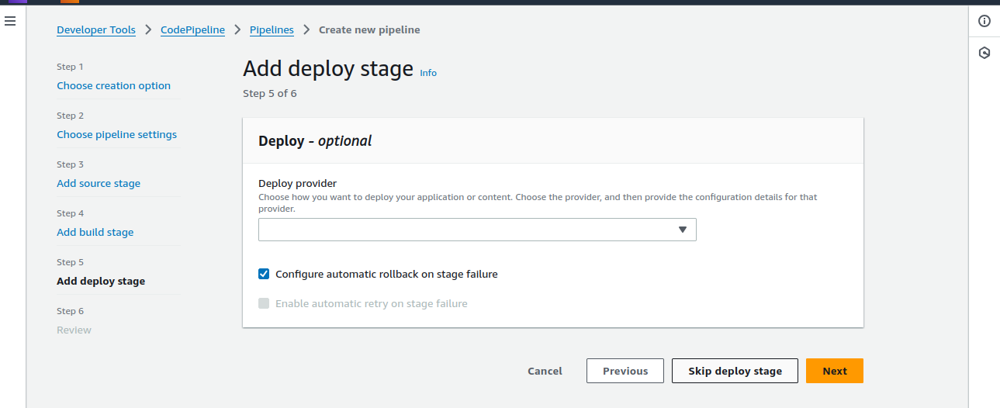 Developer Tools > CodePipeline > Pipelines > Create new pipeline
Step 1
Choose creation option
Step 2
Choose pipeline settings
Step 3
Add source stage
Step 4
Add build stage
Step 5
Add deploy stage
Step 6
Review
Add deploy stage Info
Step 5 of 6
Deploy - optional
Deploy provider
Choose how you want to deploy your application or content. Choose the provider, and then provide the configuration details for that
provider.
Configure automatic rollback on stage failure
Enable automatic retry on stage failure
Cancel Previous Skip deploy stage Next